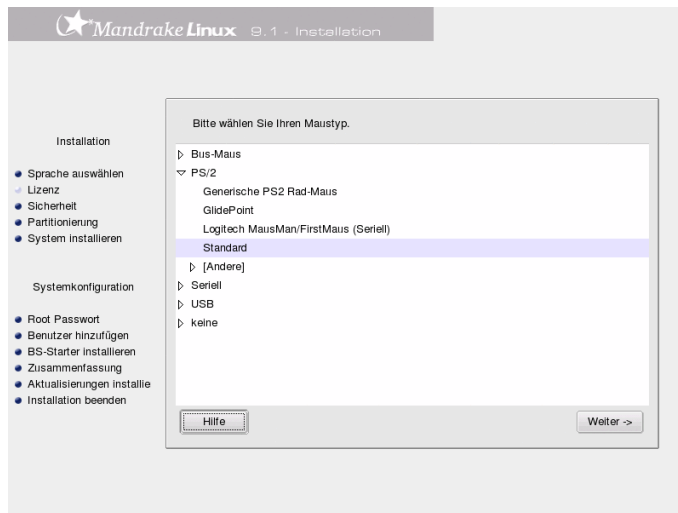 Mandrake Linux 9.1 - Installation
Bitte wählen Sie Ihren Maustyp.
Installation
Sprache auswählen
Lizenz
Sicherheit
Partitionierung
System installieren
Systemkonfiguration
Root Passwort
Benutzer hinzufügen
BS-Starter installieren
Zusammenfassung
Aktualisierungen installie
Installation beenden
Bus-Maus
PS/2
Generische PS2 Rad-Maus
GlidePoint
Logitech MausMan/FirstMaus (Seriell)
Standard
[Andere]
Seriell
USB
keine
Hilfe
Weiter ->